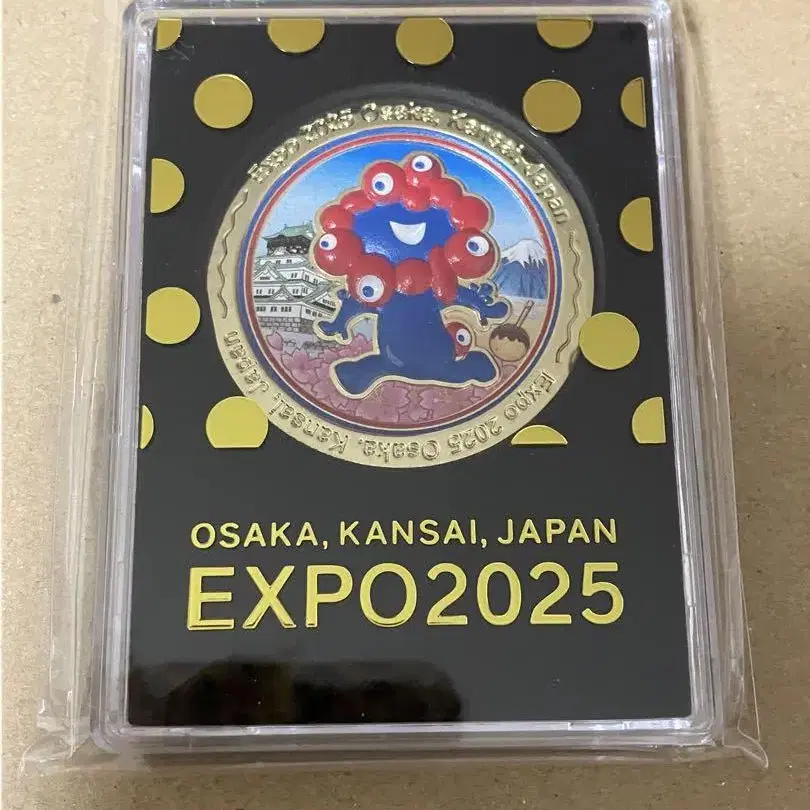 Expo 2025 Osaka, Kansai, Japan
Expo 2025 Osaka, Kansai, Japan
OSAKA, KANSAI, JAPAN
EXPO2025